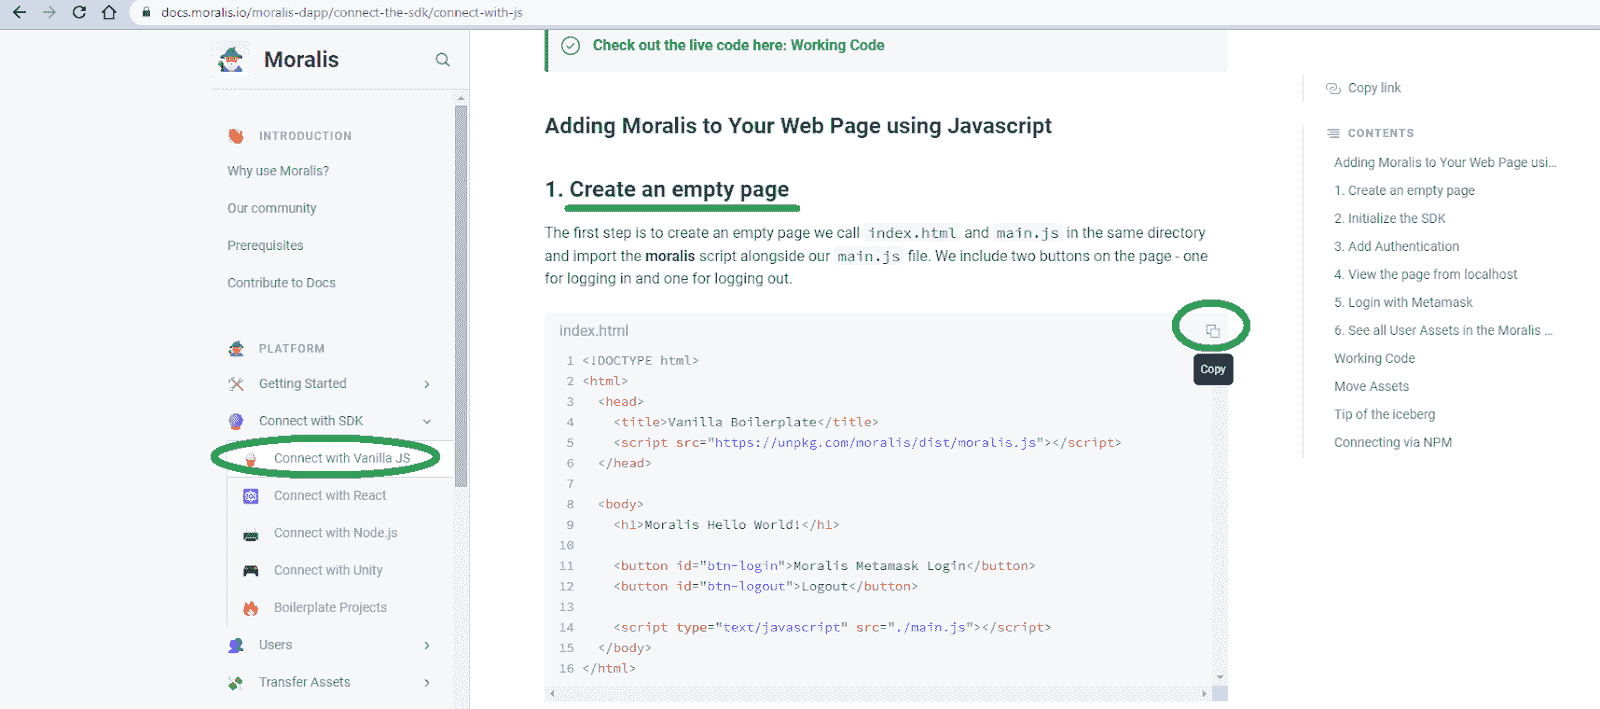 docs.moralis.io/moralis-dapp/connect-the-sdk/connect-with-js
Moralis
INTRODUCTION
Why use Moralis?
Our community
Prerequisites
Contribute to Docs
PLATFORM
Getting Started
Connect with SDK
Connect with Vanilla JS
Connect with React
Connect with Node.js
Connect with Unity
Boilerplate Projects
Users
Transfer Assets
Check out the live code here: Working Code
Adding Moralis to Your Web Page using Javascript
1. Create an empty page
The first step is to create an empty page we call index.html and main.js in the same directory
and import the moralis script alongside our main.js file. We include two buttons on the page - one
for logging in and one for logging out.
index.html
Copy
1 <!DOCTYPE html>
2 <html>
3 <head>
4 <title>Vanilla Boilerplate</title>
5 <script src="https://unpkg.com/moralis/dist/moralis.js"></script>
6 </head>
7
8 <body>
9 <h1>Moralis Hello World!</h1>
10
11 <button id="btn-login">Moralis Metamask Login</button>
12 <button id="btn-logout">Logout</button>
13
14 <script type="text/javascript" src="./main.js"></script>
15 </body>
16 </html>
Copy link
CONTENTS
Adding Moralis to Your Web Page usi...
1. Create an empty page
2. Initialize the SDK
3. Add Authentication
4. View the page from localhost
5. Login with Metamask
6. See all User Assets in the Moralis ...
Working Code
Move Assets
Tip of the iceberg
Connecting via NPM